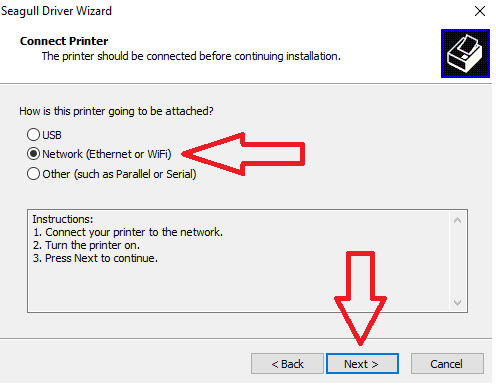 Seagull Driver Wizard
Connect Printer
The printer should be connected before continuing installation.
How is this printer going to be attached?
USB
Network (Ethernet or WiFi)
Other (such as Parallel or Serial)
Instructions:
1. Connect your printer to the network.
2. Turn the printer on.
3. Press Next to continue.
< Back
Next >
Cancel